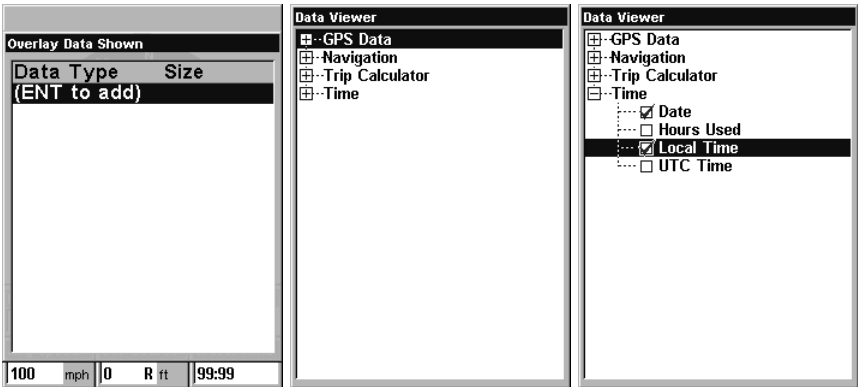 Overlay Data Shown
Data Type Size
(ENT to add)
100 mph 0 R ft 99:99
Data Viewer
GPS Data
Navigation
Trip Calculator
Time
Data Viewer
GPS Data
Navigation
Trip Calculator
Time
Date
Hours Used
Local Time
UTC Time